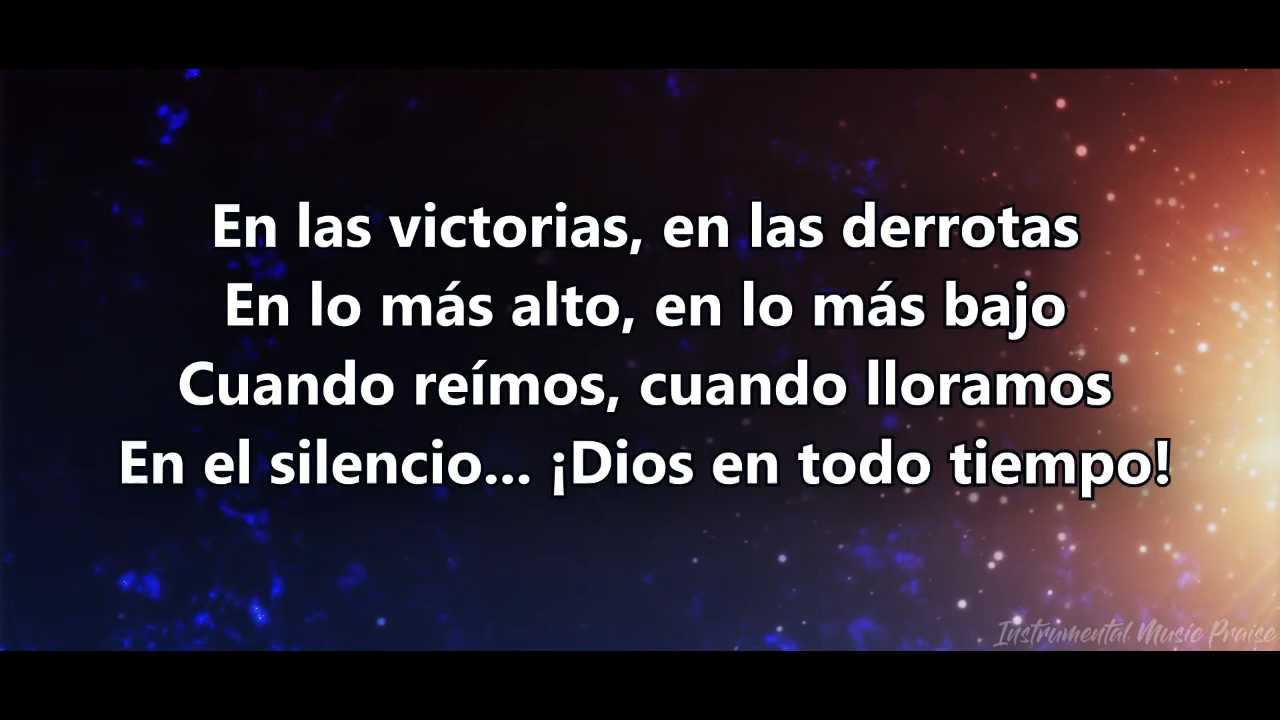 En las victorias, en las derrotas
En lo más alto, en lo más bajo
Cuando reímos, cuando lloramos
En el silencio... ¡Dios en todo tiempo!
Instrumental Music Praise